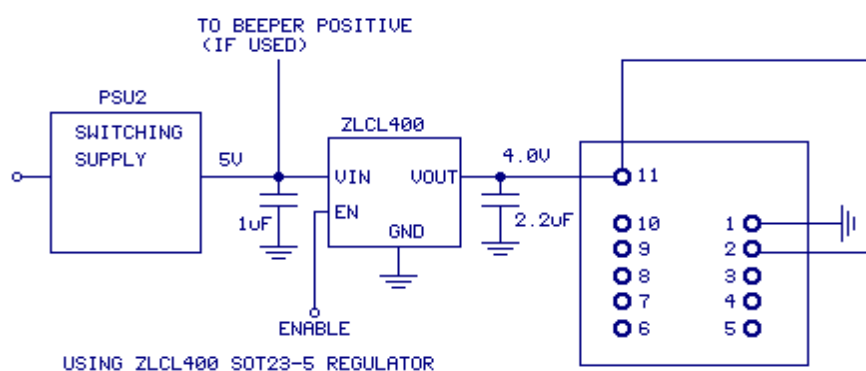 TO BEEPER POSITIVE
(IF USED)
PSU2
SWITCHING
SUPPLY
5V
ZLCL400
VIN
VOUT
EN
GND
1uF
4.0V
2.2uF
ENABLE
11
10
9
8
7
6
1
2
3
4
5
USING ZLCL400 SOT23-5 REGULATOR